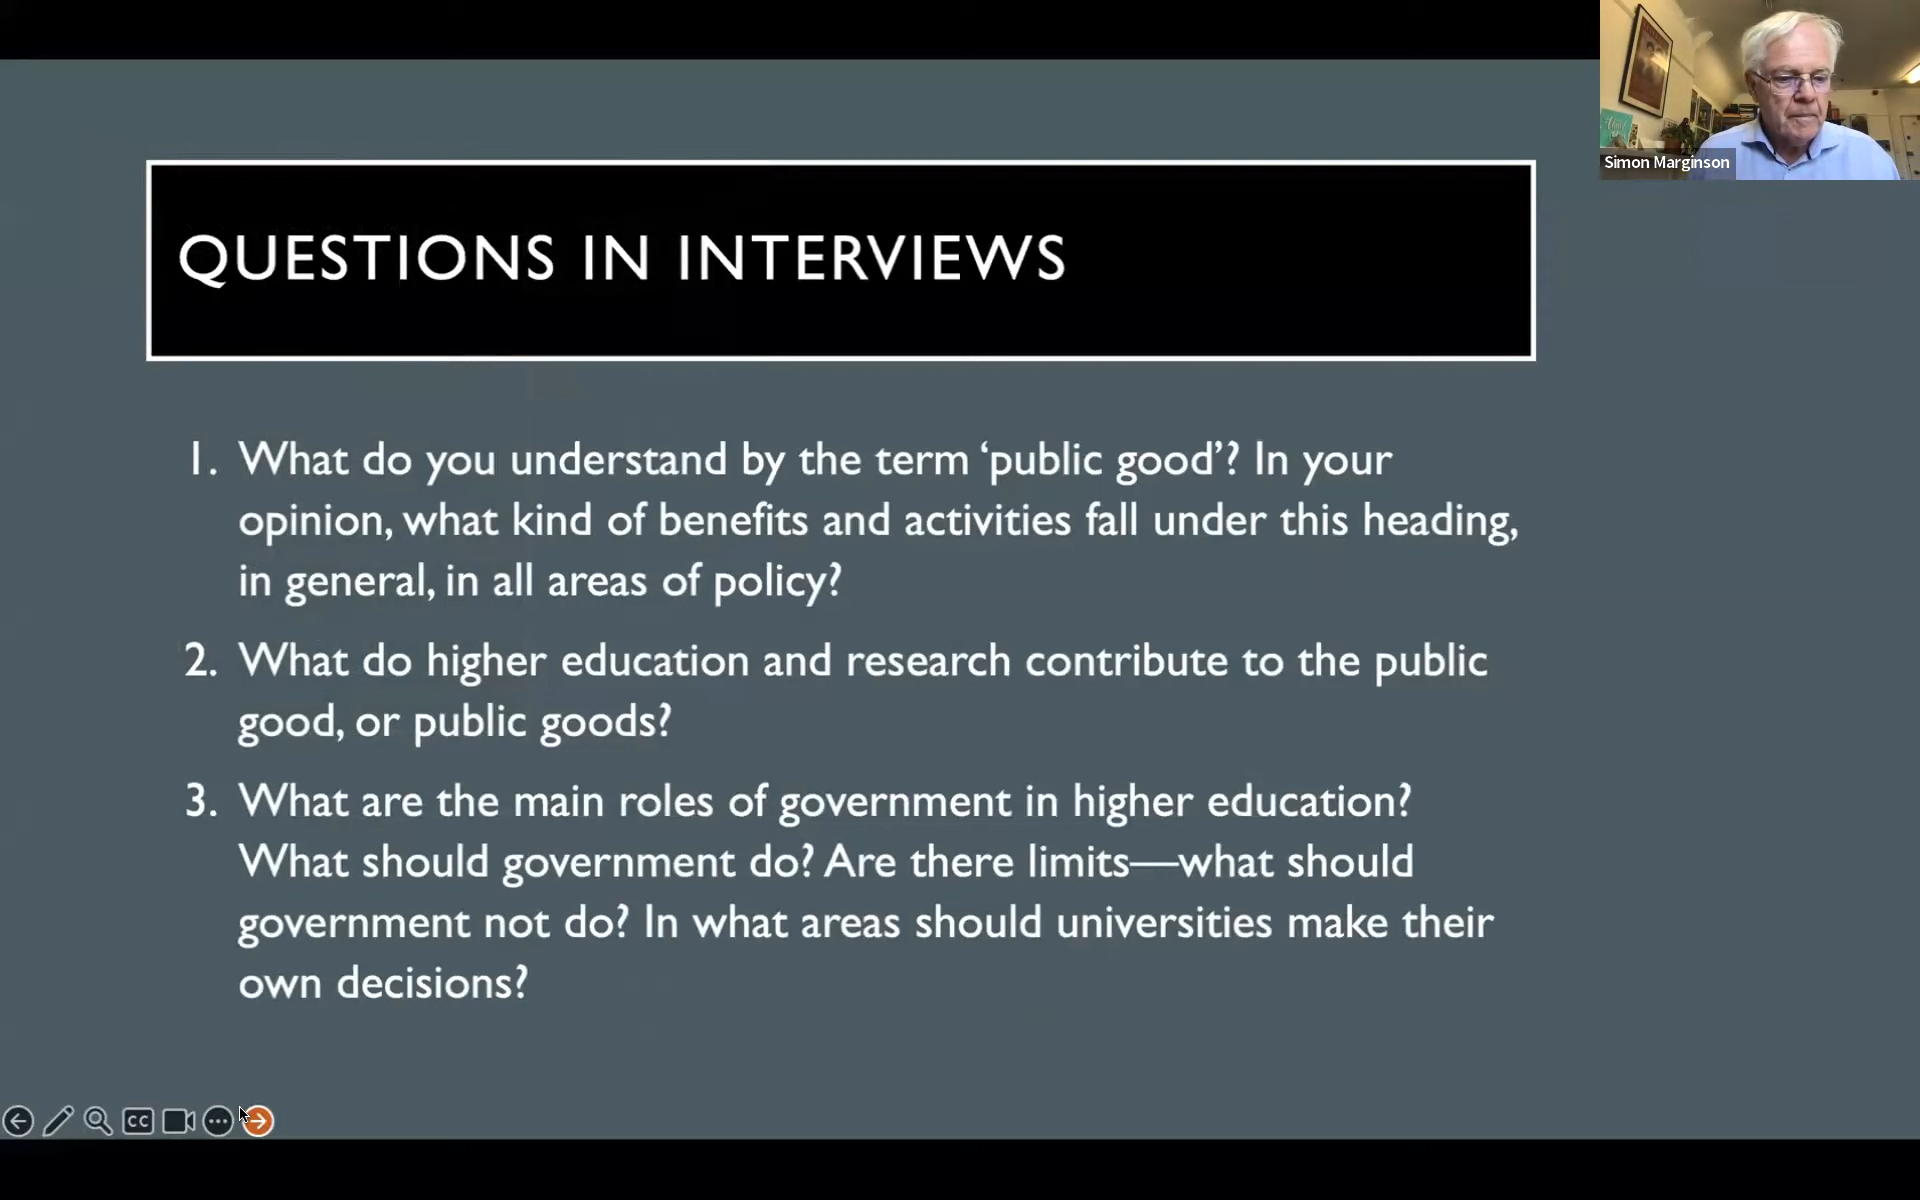 Simon Marginson
QUESTIONS IN INTERVIEWS
1. What do you understand by the term ‘public good’? In your
opinion, what kind of benefits and activities fall under this heading,
in general, in all areas of policy?
2. What do higher education and research contribute to the public
good, or public goods?
3. What are the main roles of government in higher education?
What should government do? Are there limits—what should
government not do? In what areas should universities make their
own decisions?
CC